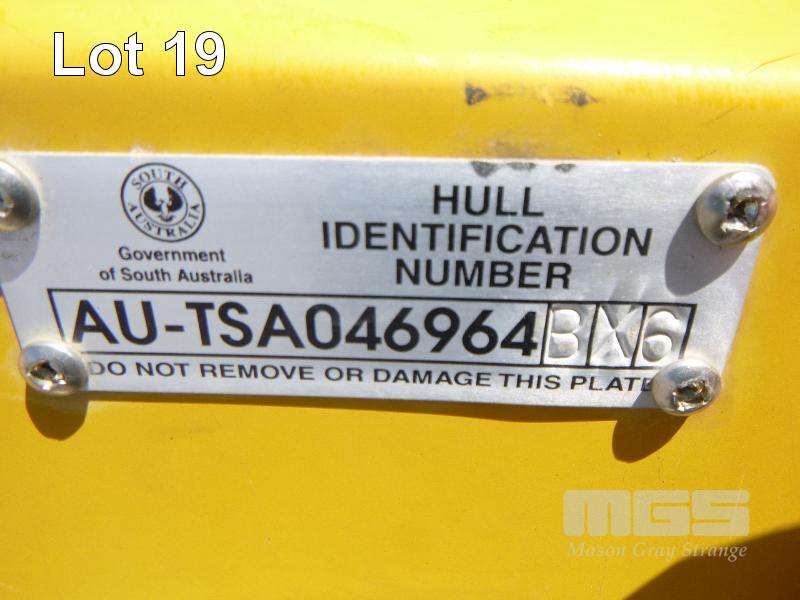 Lot 19
SOUTH AUSTRALIA
Government
of South Australia
HULL
IDENTIFICATION
NUMBER
AU-TSA046964BX6
DO NOT REMOVE OR DAMAGE THIS PLATE
MGS
Mason Gray Strange